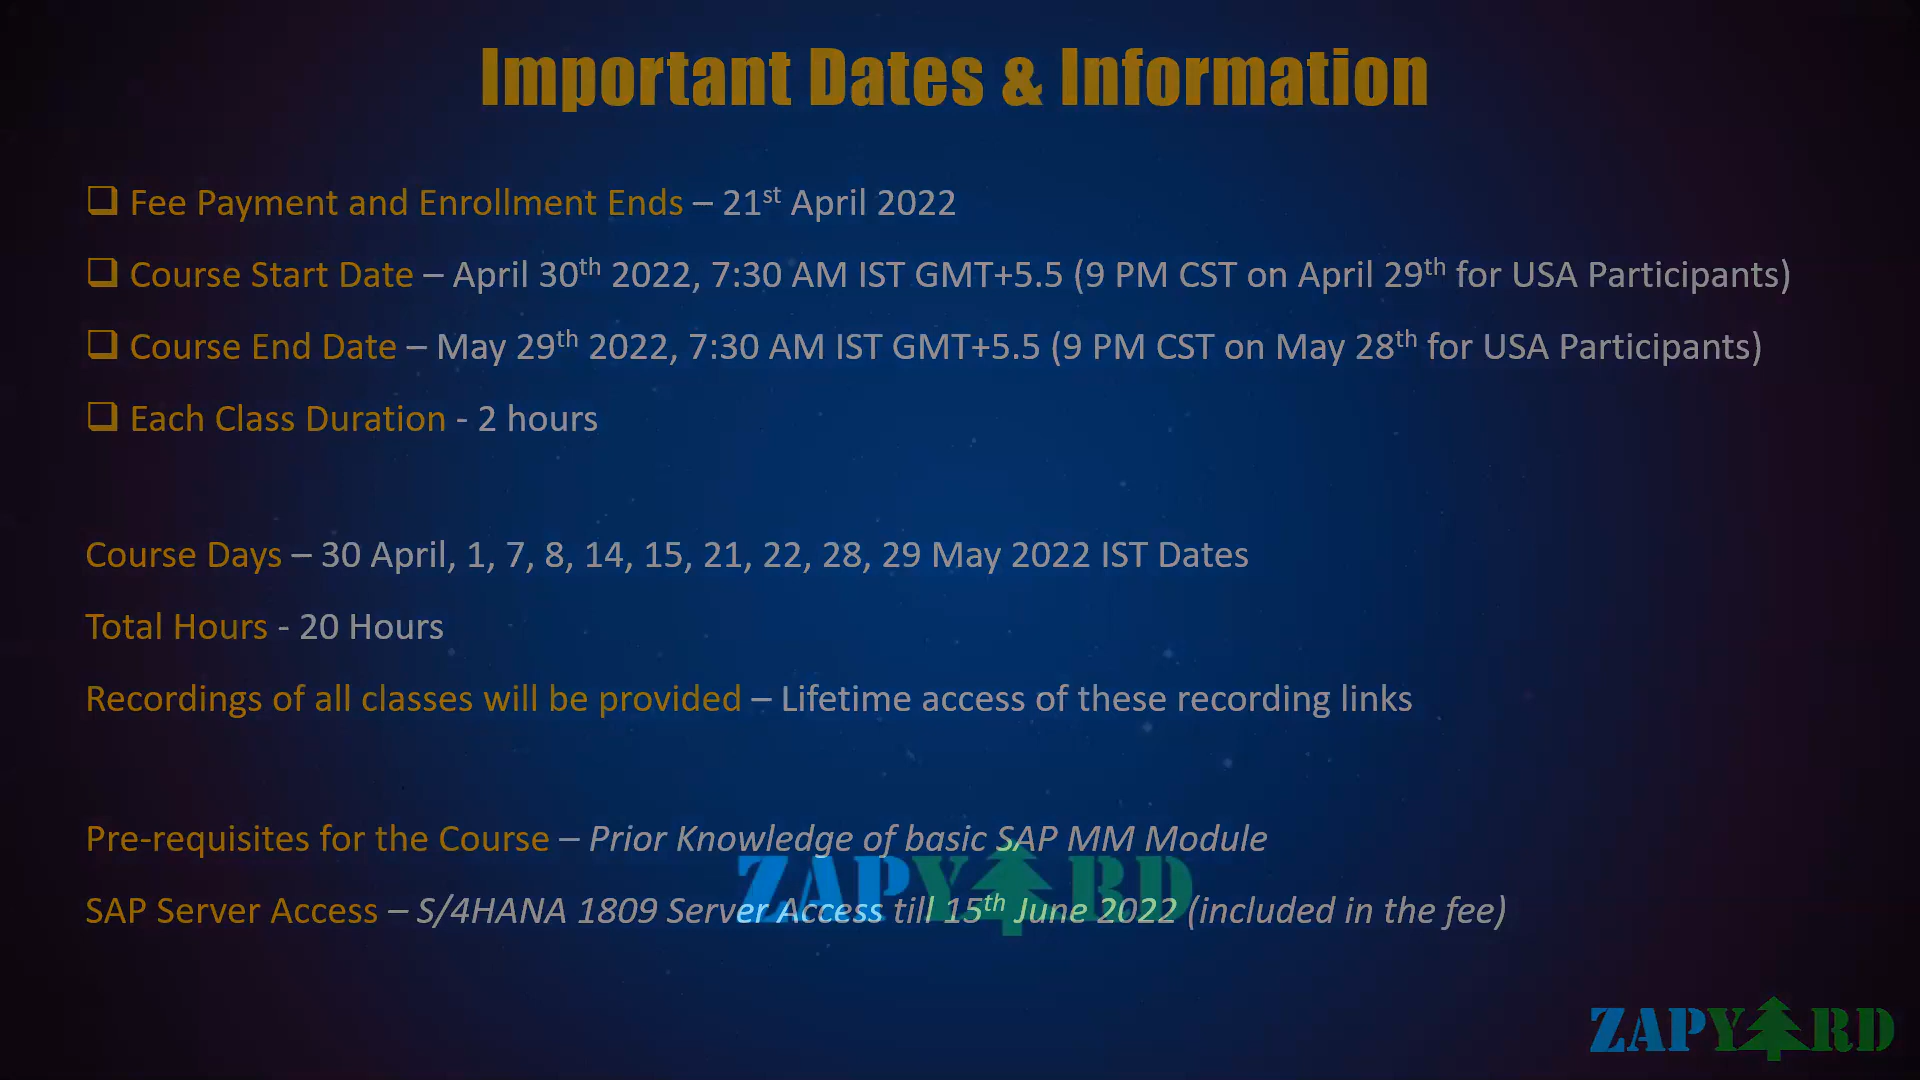 Important Dates & Information
❑ Fee Payment and Enrollment Ends – 21st April 2022
❑ Course Start Date – April 30th 2022, 7:30 AM IST GMT+5.5 (9 PM CST on April 29th for USA Participants)
❑ Course End Date – May 29th 2022, 7:30 AM IST GMT+5.5 (9 PM CST on May 28th for USA Participants)
❑ Each Class Duration - 2 hours
Course Days – 30 April, 1, 7, 8, 14, 15, 21, 22, 28, 29 May 2022 IST Dates
Total Hours - 20 Hours
Recordings of all classes will be provided – Lifetime access of these recording links
Pre-requisites for the Course – Prior Knowledge of basic SAP MM Module
ZAPYARD
SAP Server Access – S/4HANA 1809 Server Access till 15th June 2022 (included in the fee)
ZAPYARD